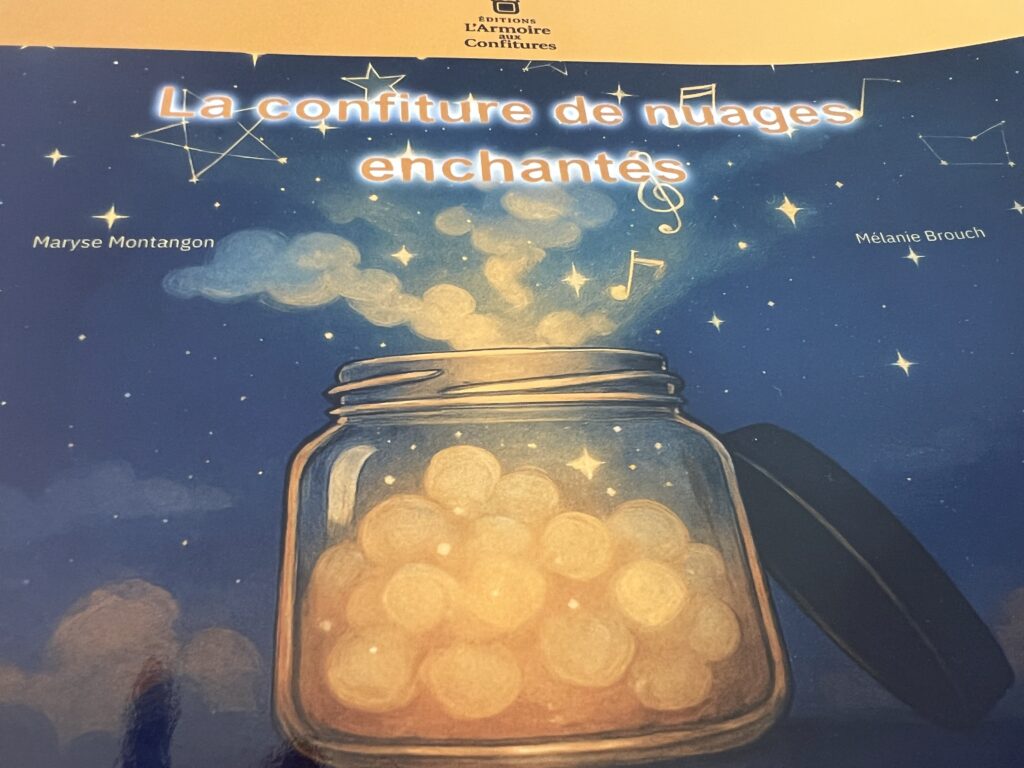 ÉDITIONS
L'Armoire
aux
Confitures
La confiture de nuages
enchantés
Maryse Montangon
Mélanie Brouch